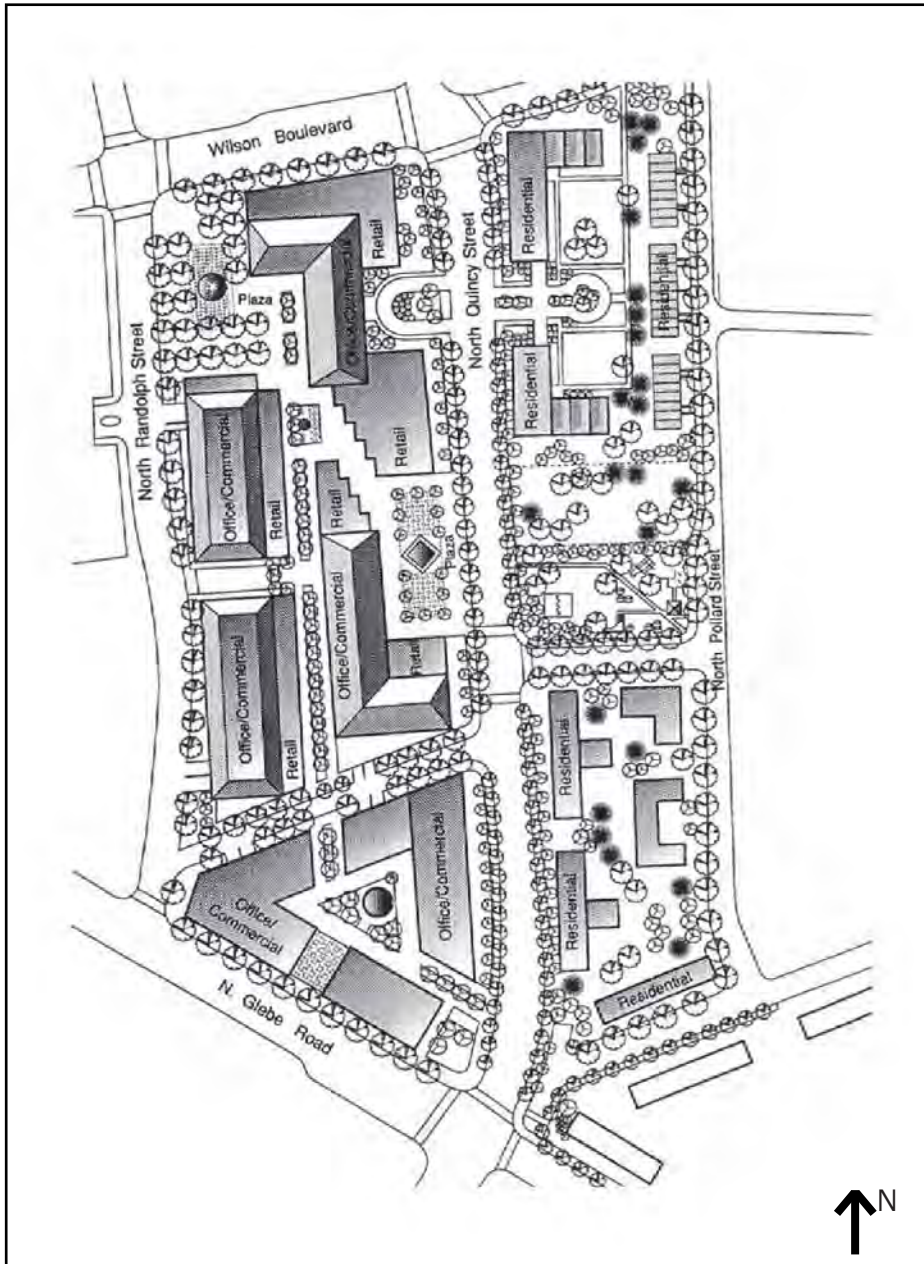 Wilson Boulevard
Retail
Office/Commercial
Plaza
North Randolph Street
North Quincy Street
Residential
Residential
Residential
Retail
Office/Commercial
Retail
Retail
Plaza
North Pollard Street
Office/Commercial
Retail
Office/Commercial
Retail
Residential
Office/
Commercial
Office/Commercial
Residential
Residential
N. Glebe Road
N